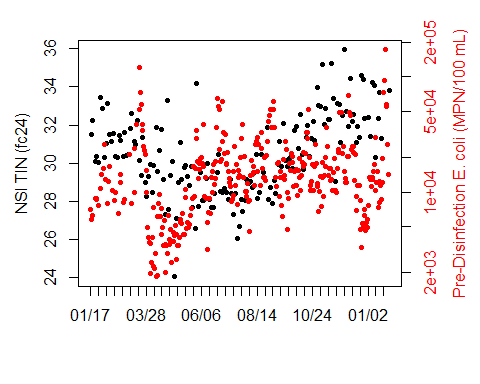 36
34
32
30
28
26
24
NSI TIN (fc24)
2e+05
5e+04
1e+04
2e+03
Pre-Disinfection E. coli (MPN/100 mL)
01/17 03/28 06/06 08/14 10/24 01/02